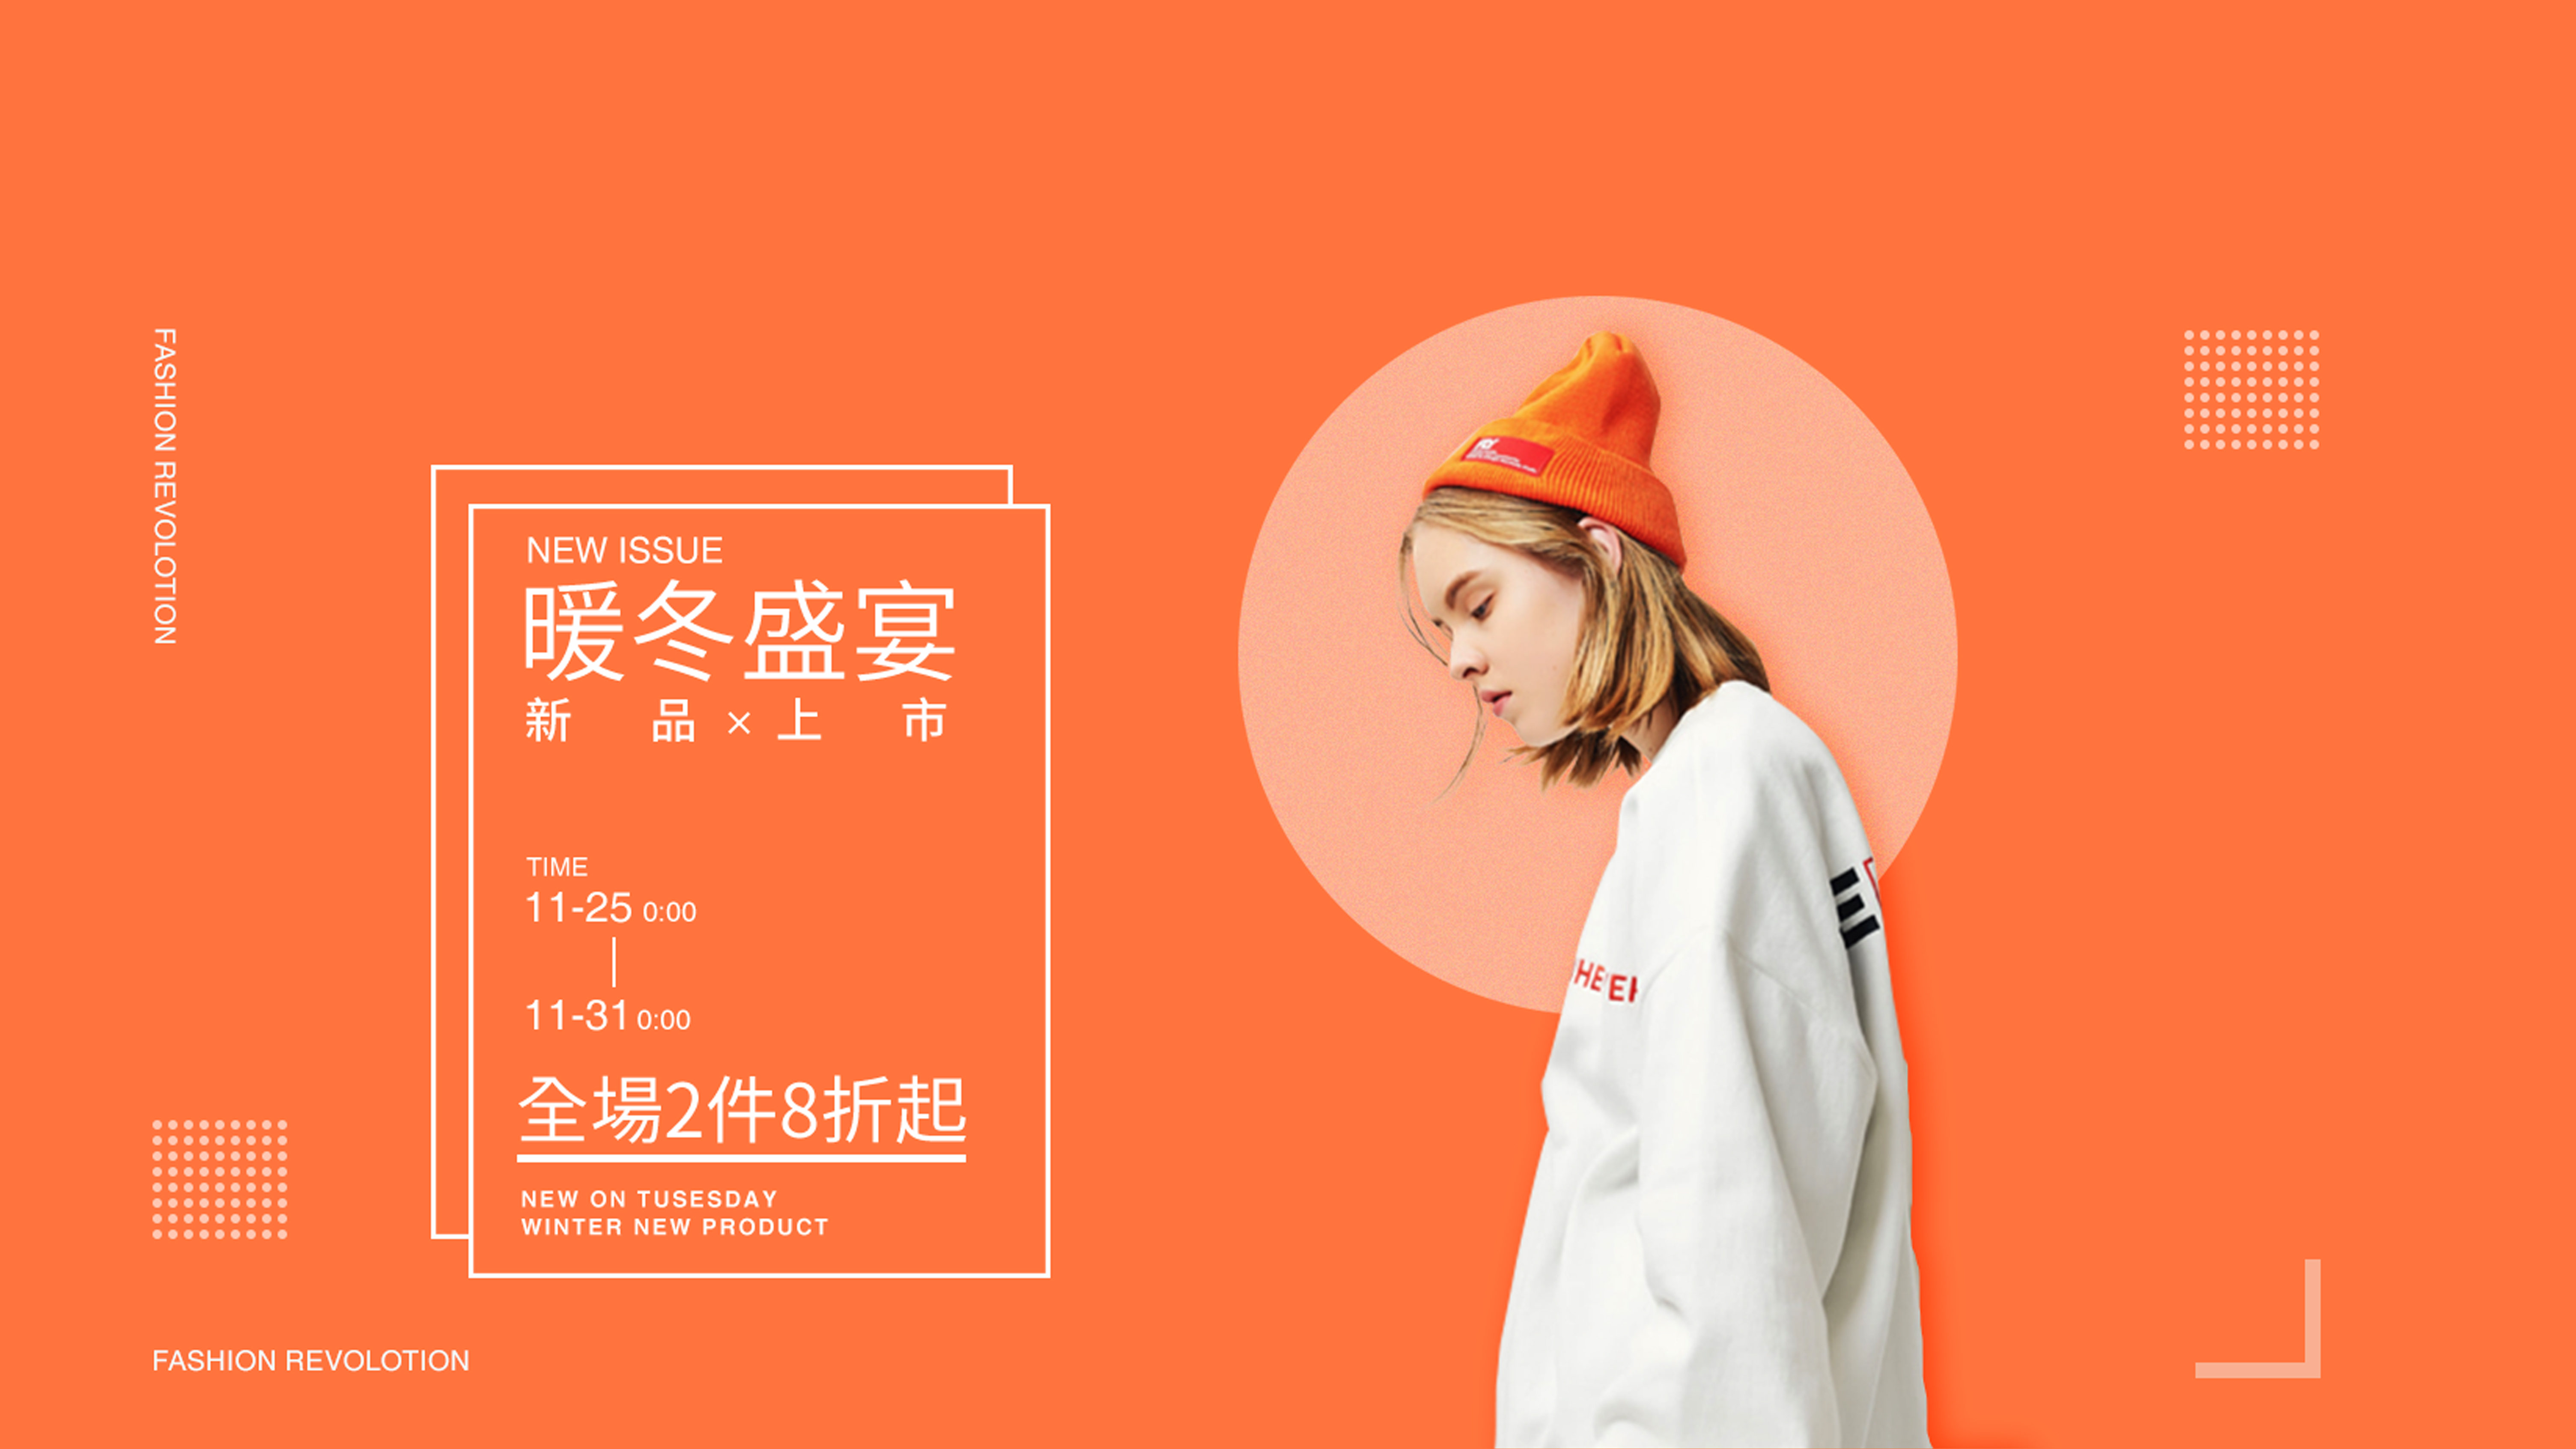 FASHION REVOLOTION
NEW ISSUE
暖冬盛宴
新 品 × 上 市
TIME
11-25 0:00
11-31 0:00
全場2件8折起
NEW ON TUSESDAY
WINTER NEW PRODUCT
FASHION REVOLOTION